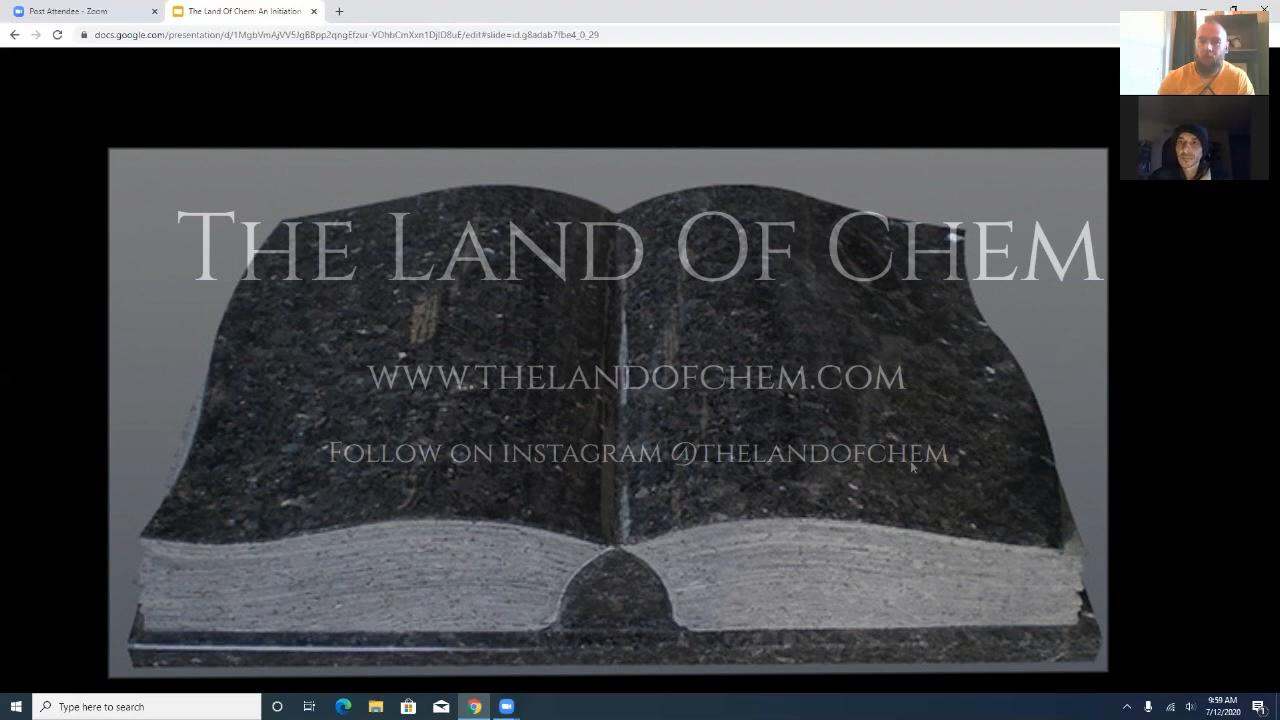 Post Attendee - Zoom
The Land Of Chem: An Initiation
docs.google.com/presentation/d/1MgbVmAjVV5JgBBpp2qngEfzur-VDhbCmXxn1DjlD8uE/edit#slide=id.g8adab7fbe4_0_29
The Land Of Chem
www.thelandofchem.com
Follow on instagram @thelandofchem
Type here to search
9:59 AM
7/12/2020